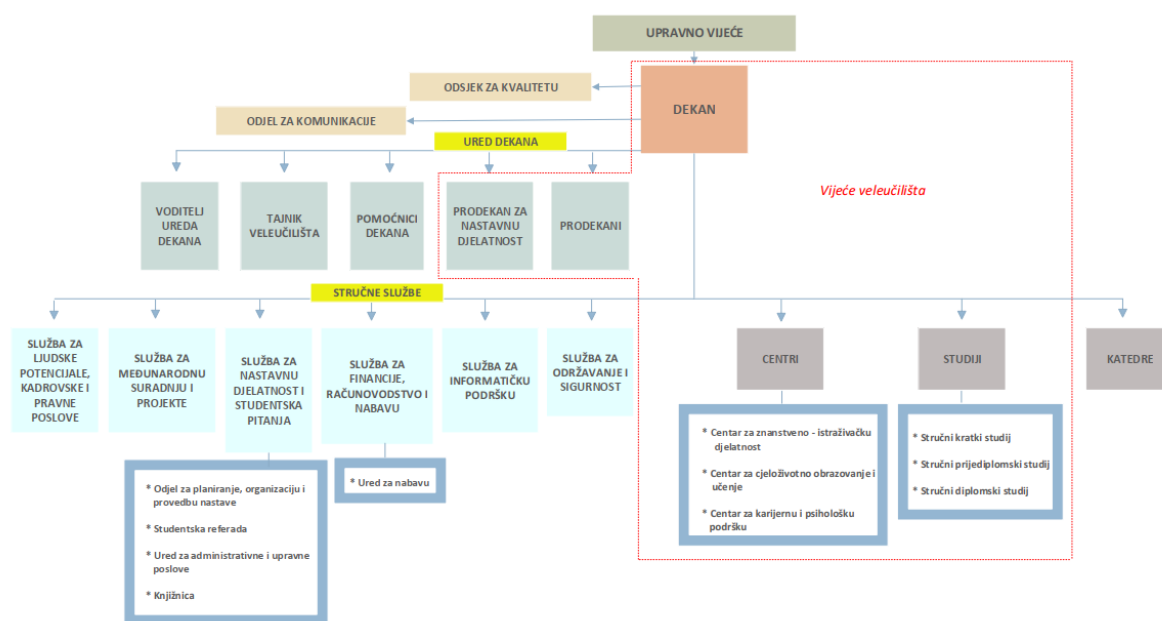 UPRAVNO VIJEĆE
ODSJEK ZA KVALITETU
DEKAN
ODJEL ZA KOMUNIKACIJE
URED DEKANA
Vijeće veleučilišta
VODITELJ
UREDA
DEKANA
TAJNIK
VELEUČILIŠTA
POMOĆNICI
DEKANA
PRODEKAN ZA
NASTAVNU
DJELATNOST
PRODEKANI
STRUČNE SLUŽBE
SLUŽBA ZA
LJUDSKE
POTENCIJALE,
KADROVSKE I
PRAVNE
POSLOVE
SLUŽBA ZA
MEĐUNARODNU
SURADNJU I
PROJEKTE
SLUŽBA ZA
NASTAVNU
DJELATNOST I
STUDENTSKA
PITANJA
SLUŽBA ZA
FINANCIJE,
RAČUNOVODSTVO I
NABAVU
SLUŽBA ZA
INFORMATIČKU
PODRŠKU
SLUŽBA ZA
ODRŽAVANJE I
SIGURNOST
CENTRI
STUDIJI
KATEDRE
* Odjel za planiranje, organizaciju i
provedbu nastave
* Studentska referada
* Ured za administrativne i upravne
poslove
* Knjižnica
* Ured za nabavu
* Centar za znanstveno - istraživačku
djelatnost
* Centar za cjeloživotno obrazovanje i
učenje
* Centar za karijernu i psihološku
podršku
* Stručni kratki studij
* Stručni prijediplomski studij
* Stručni diplomski studij